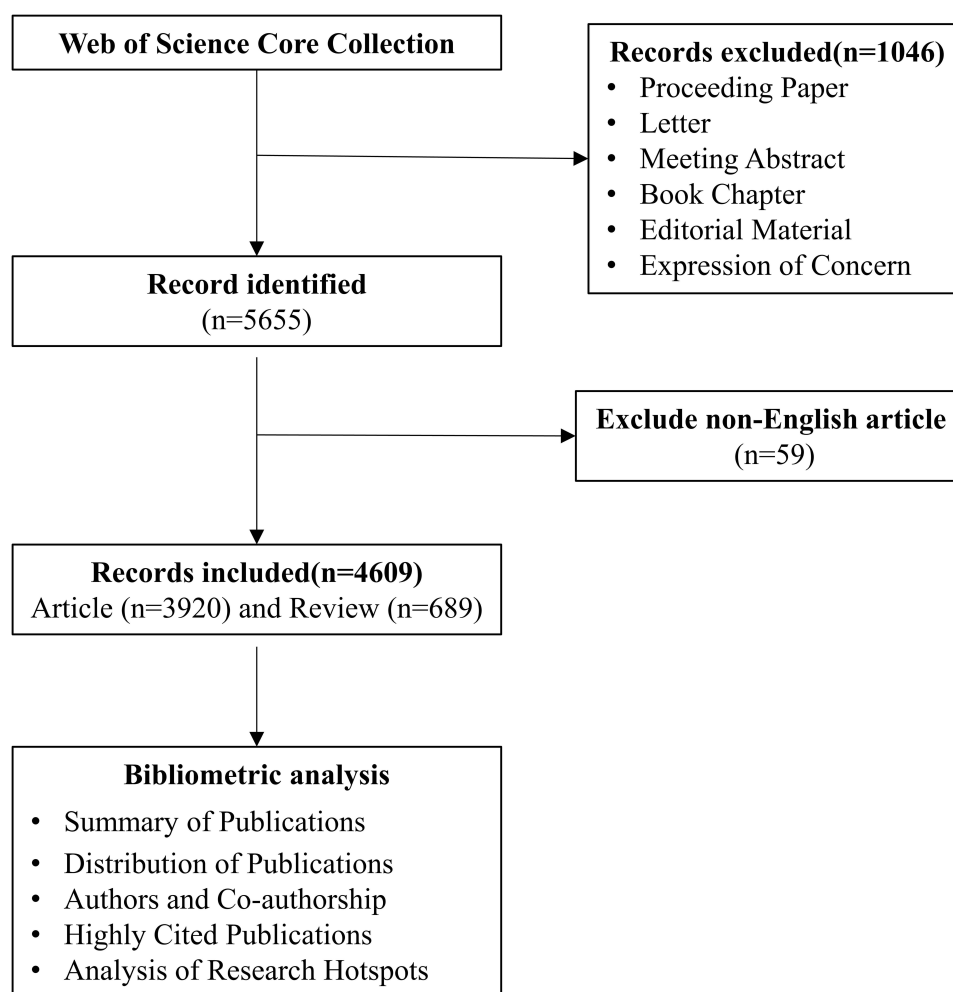 Web of Science Core Collection
Records excluded(n=1046)
• Proceeding Paper
• Letter
• Meeting Abstract
• Book Chapter
• Editorial Material
• Expression of Concern
Record identified
(n=5655)
Exclude non-English article
(n=59)
Records included(n=4609)
Article (n=3920) and Review (n=689)
Bibliometric analysis
• Summary of Publications
• Distribution of Publications
• Authors and Co-authorship
• Highly Cited Publications
• Analysis of Research Hotspots